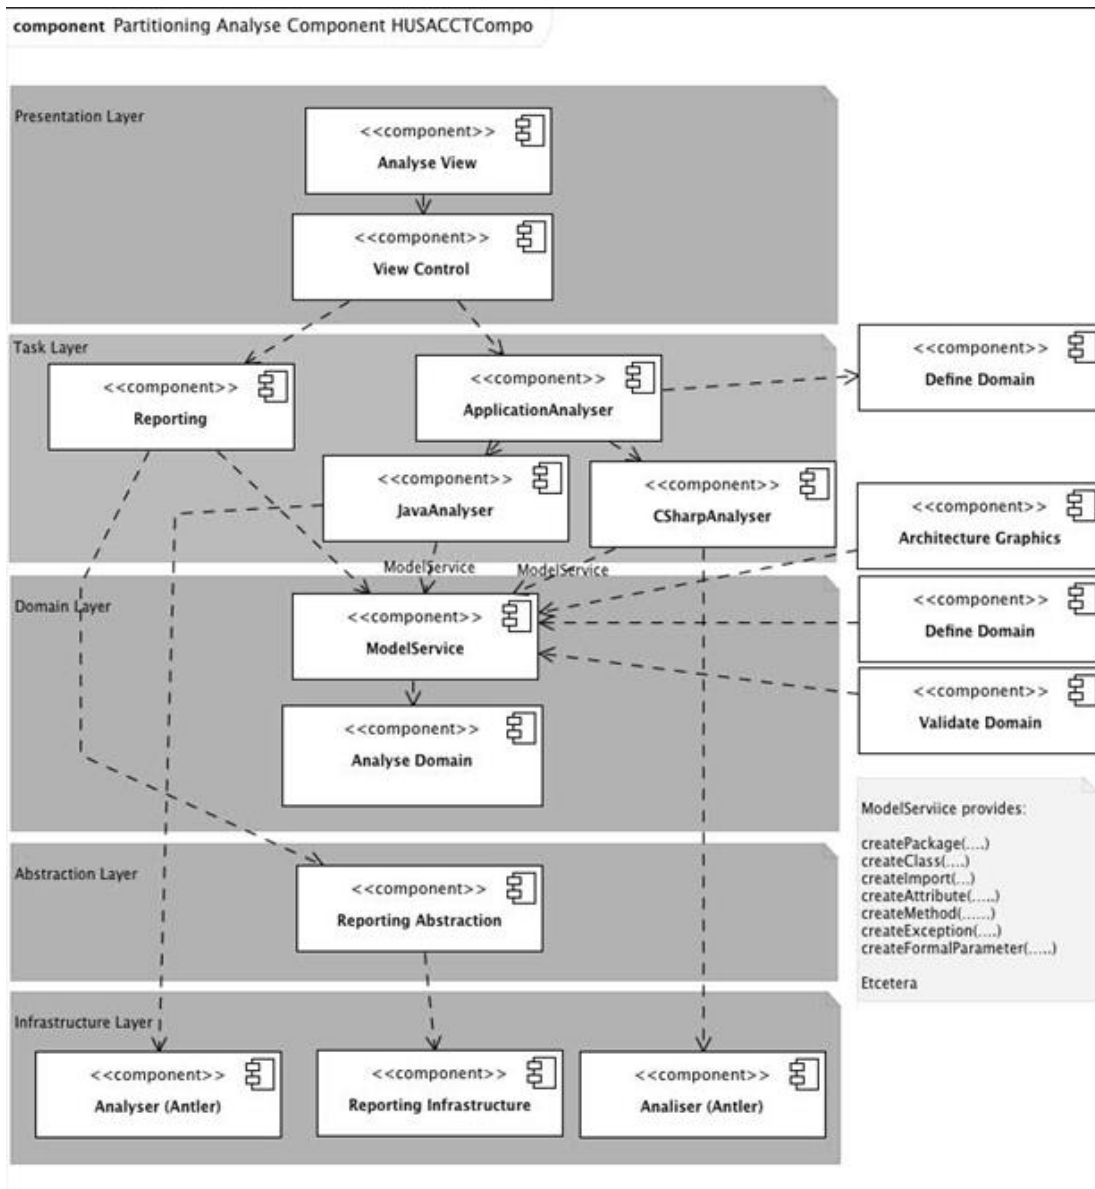 component Partitioning Analyse Component HUSACCTCompo
Presentation Layer
<<component>>
Analyse View
<<component>>
View Control
Task Layer
<<component>>
Reporting
<<component>>
ApplicationAnalyser
<<component>>
Define Domain
<<component>>
JavaAnalyser
<<component>>
CSharpAnalyser
<<component>>
Architecture Graphics
ModelService
ModelService
Domain Layer
<<component>>
ModelService
<<component>>
Define Domain
<<component>>
Analyse Domain
<<component>>
Validate Domain
ModelServiice provides:
createPackage(....)
createClass(....)
createImport(...)
createAttribute(.....)
createMethod(......)
createException(....)
createFormalParameter(.....)
Etcetera
Abstraction Layer
<<component>>
Reporting Abstraction
Infrastructure Layer
<<component>>
Analyser (Antler)
<<component>>
Reporting Infrastructure
<<component>>
Analiser (Antler)